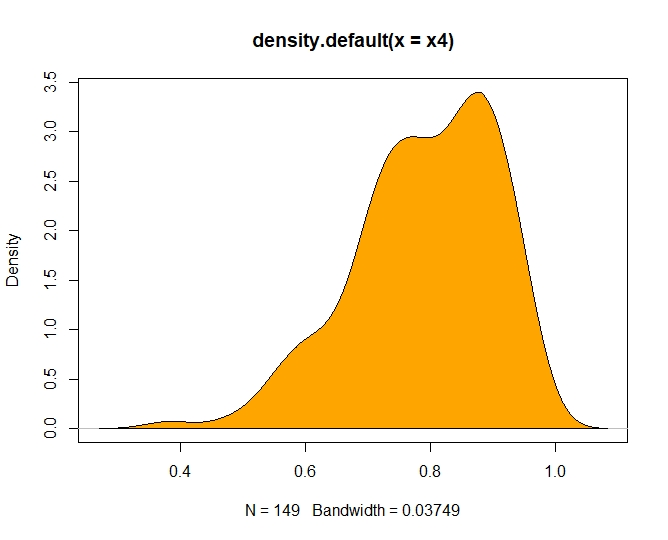 density.default(x = x4)
Density
3.5
3.0
2.5
2.0
1.5
1.0
0.5
0.0
0.4 0.6 0.8 1.0
N = 149 Bandwidth = 0.03749